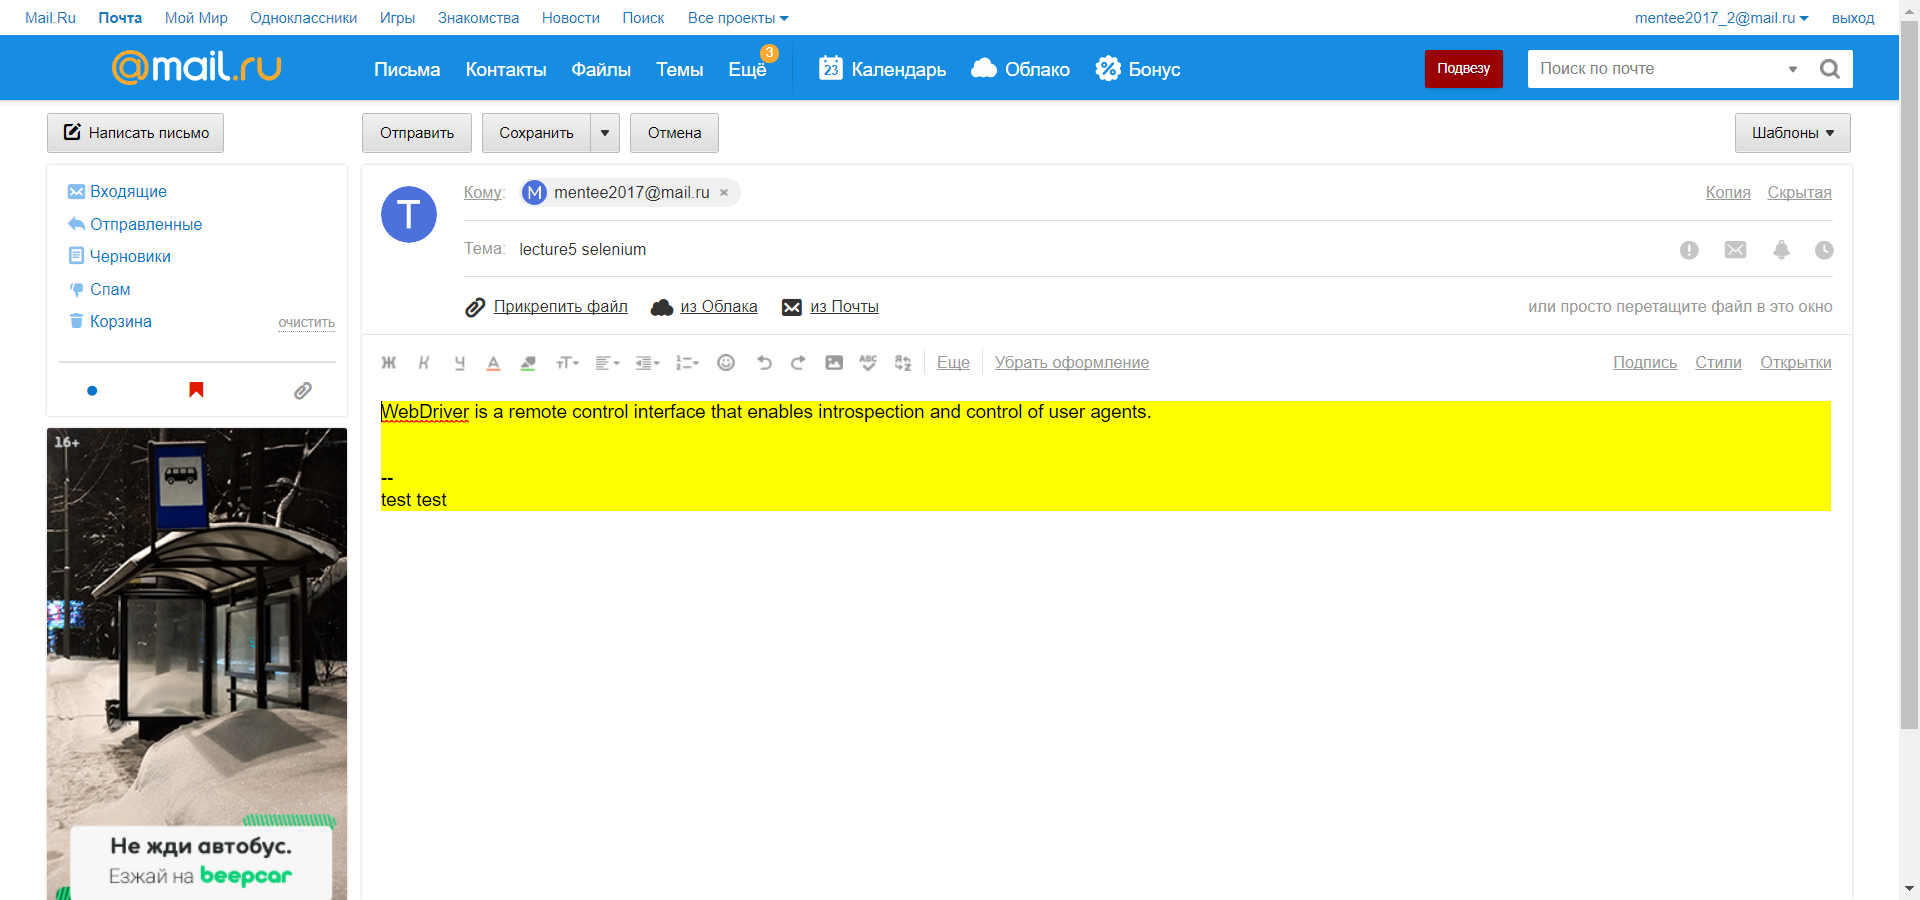 Mail.Ru Почта Мой Мир Одноклассники Игры Знакомства Новости Поиск Все проекты mentee2017_2@mail.ru выход
@mail.ru Письма Контакты Файлы Темы Ещё 3 23 Календарь Облако % Бонус Подвезу Поиск по почте
Написать письмо Отправить Сохранить Отмена Шаблоны
Входящие
Отправленные
Черновики
Спам
Корзина очистить
T Кому: M mentee2017@mail.ru × Копия Скрытая
Тема: lecture5 selenium
Прикрепить файл из Облака из Почты или просто перетащите файл в это окно
Ж К Ч А тТ ABC Еще Убрать оформление Подпись Стили Открытки
WebDriver is a remote control interface that enables introspection and control of user agents.
--
test test
16+
Не жди автобус.
Езжай на beepcar